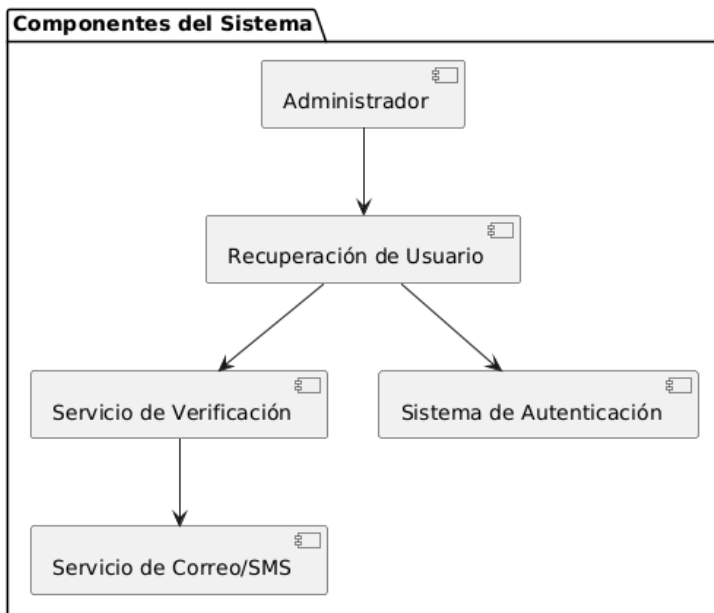 Componentes del Sistema
Administrador
Recuperación de Usuario
Servicio de Verificación
Sistema de Autenticación
Servicio de Correo/SMS